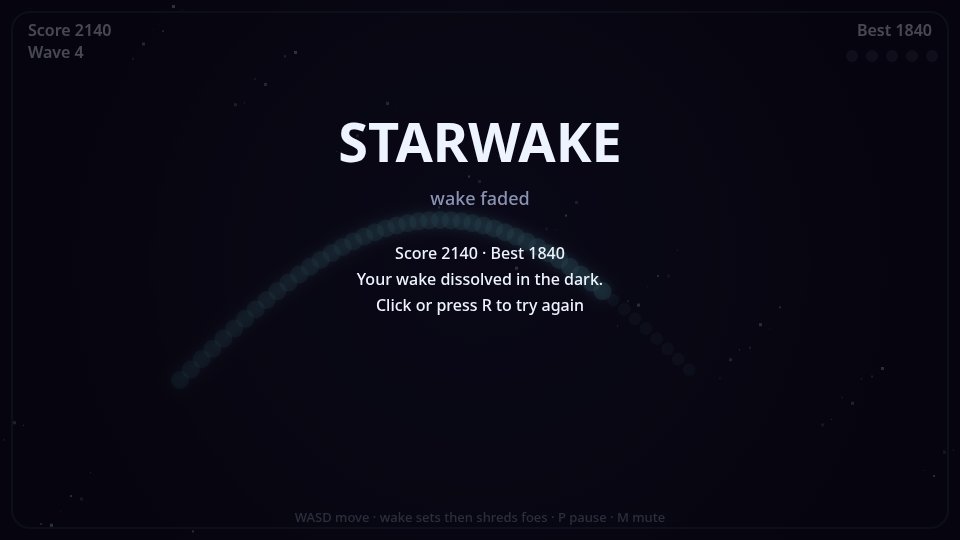 Score 2140
Best 1840
Wave 4
STARWAKE
wake faded
Score 2140 · Best 1840
Your wake dissolved in the dark.
Click or press R to try again
WASD move · wake sets then shreds foes · P pause · M mute